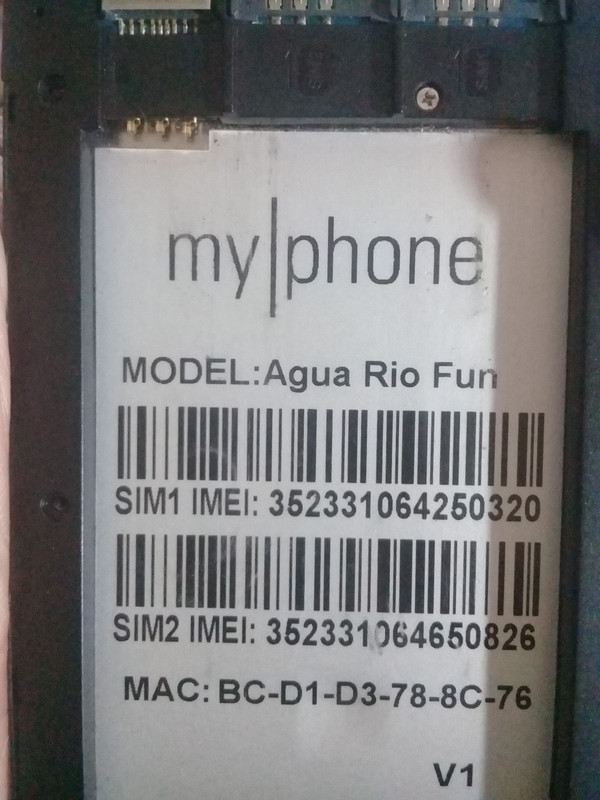 my|phone
MODEL:Agua Rio Fun
SIM1 IMEI: 352331064250320
SIM2 IMEI: 352331064650826
MAC: BC-D1-D3-78-8C-76
V1